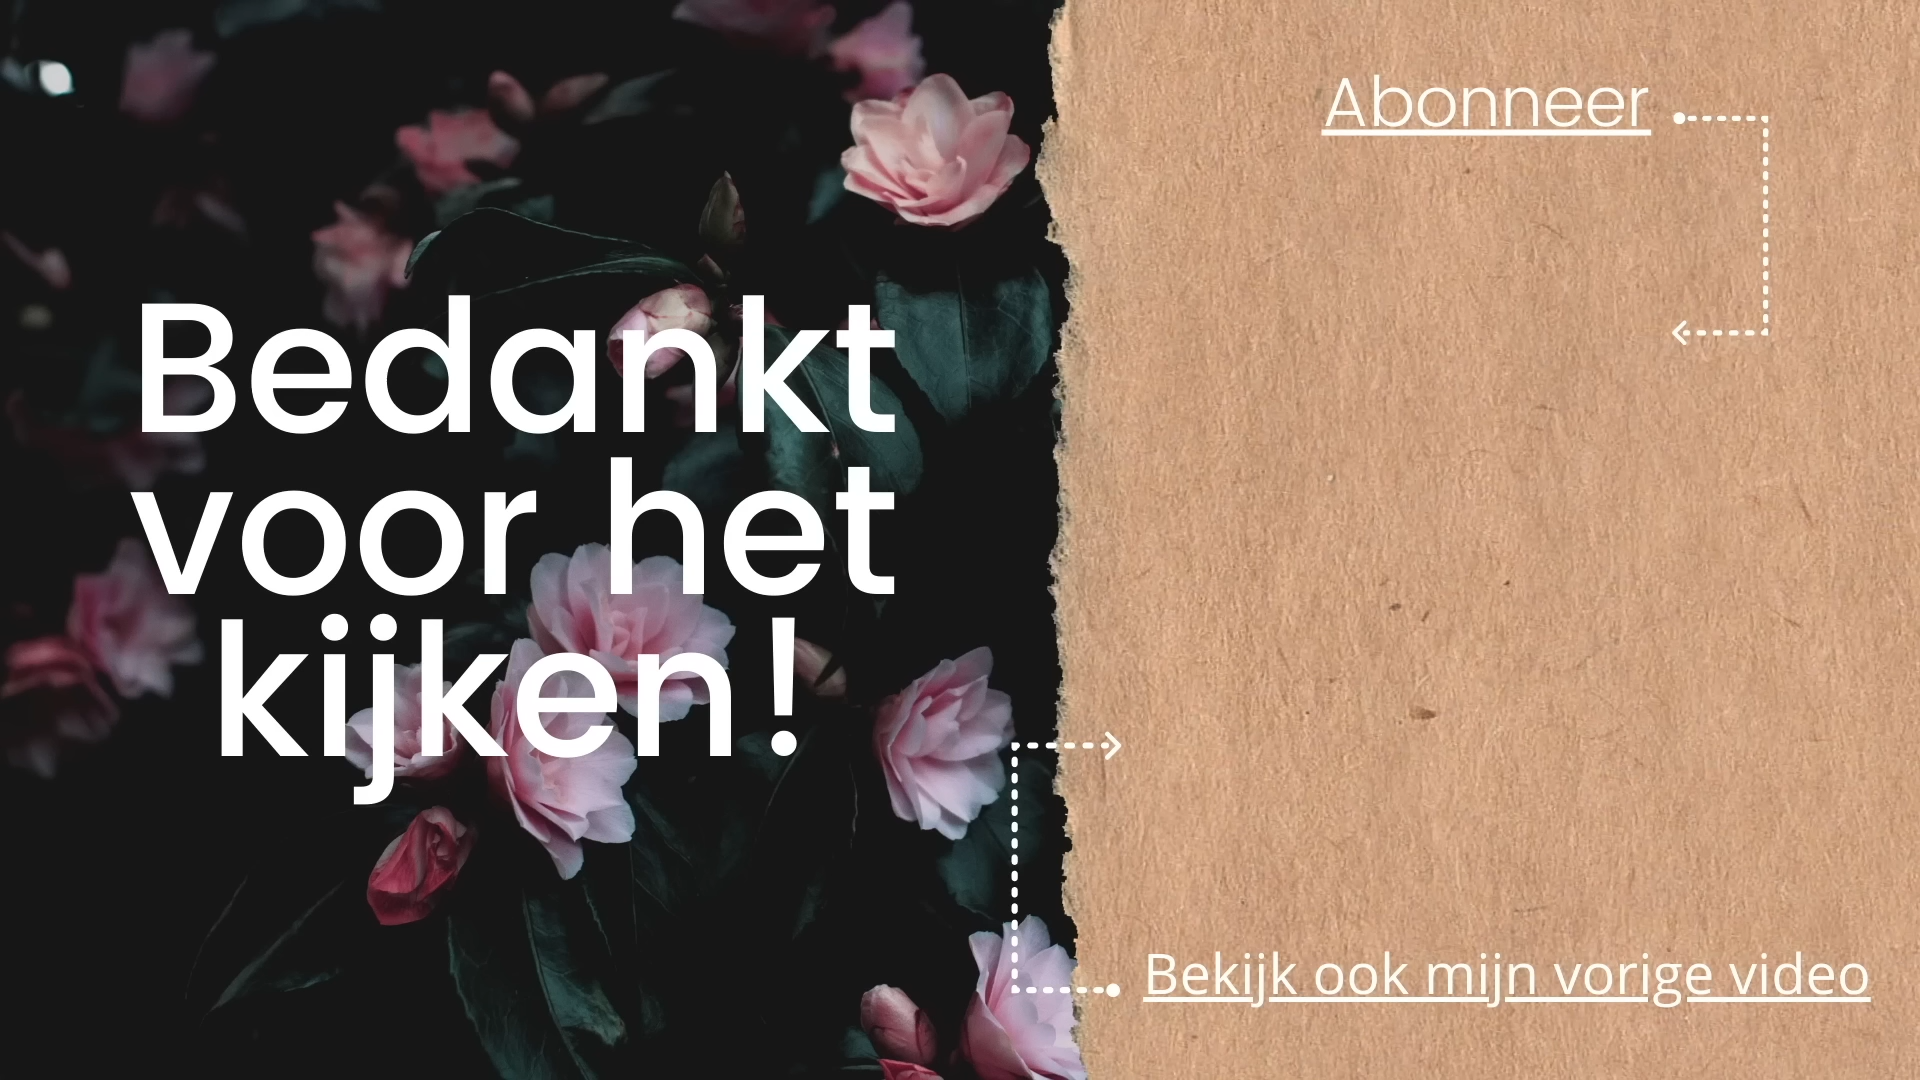 Bedankt
voor het
kijken!
Abonneer
Bekijk ook mijn vorige video